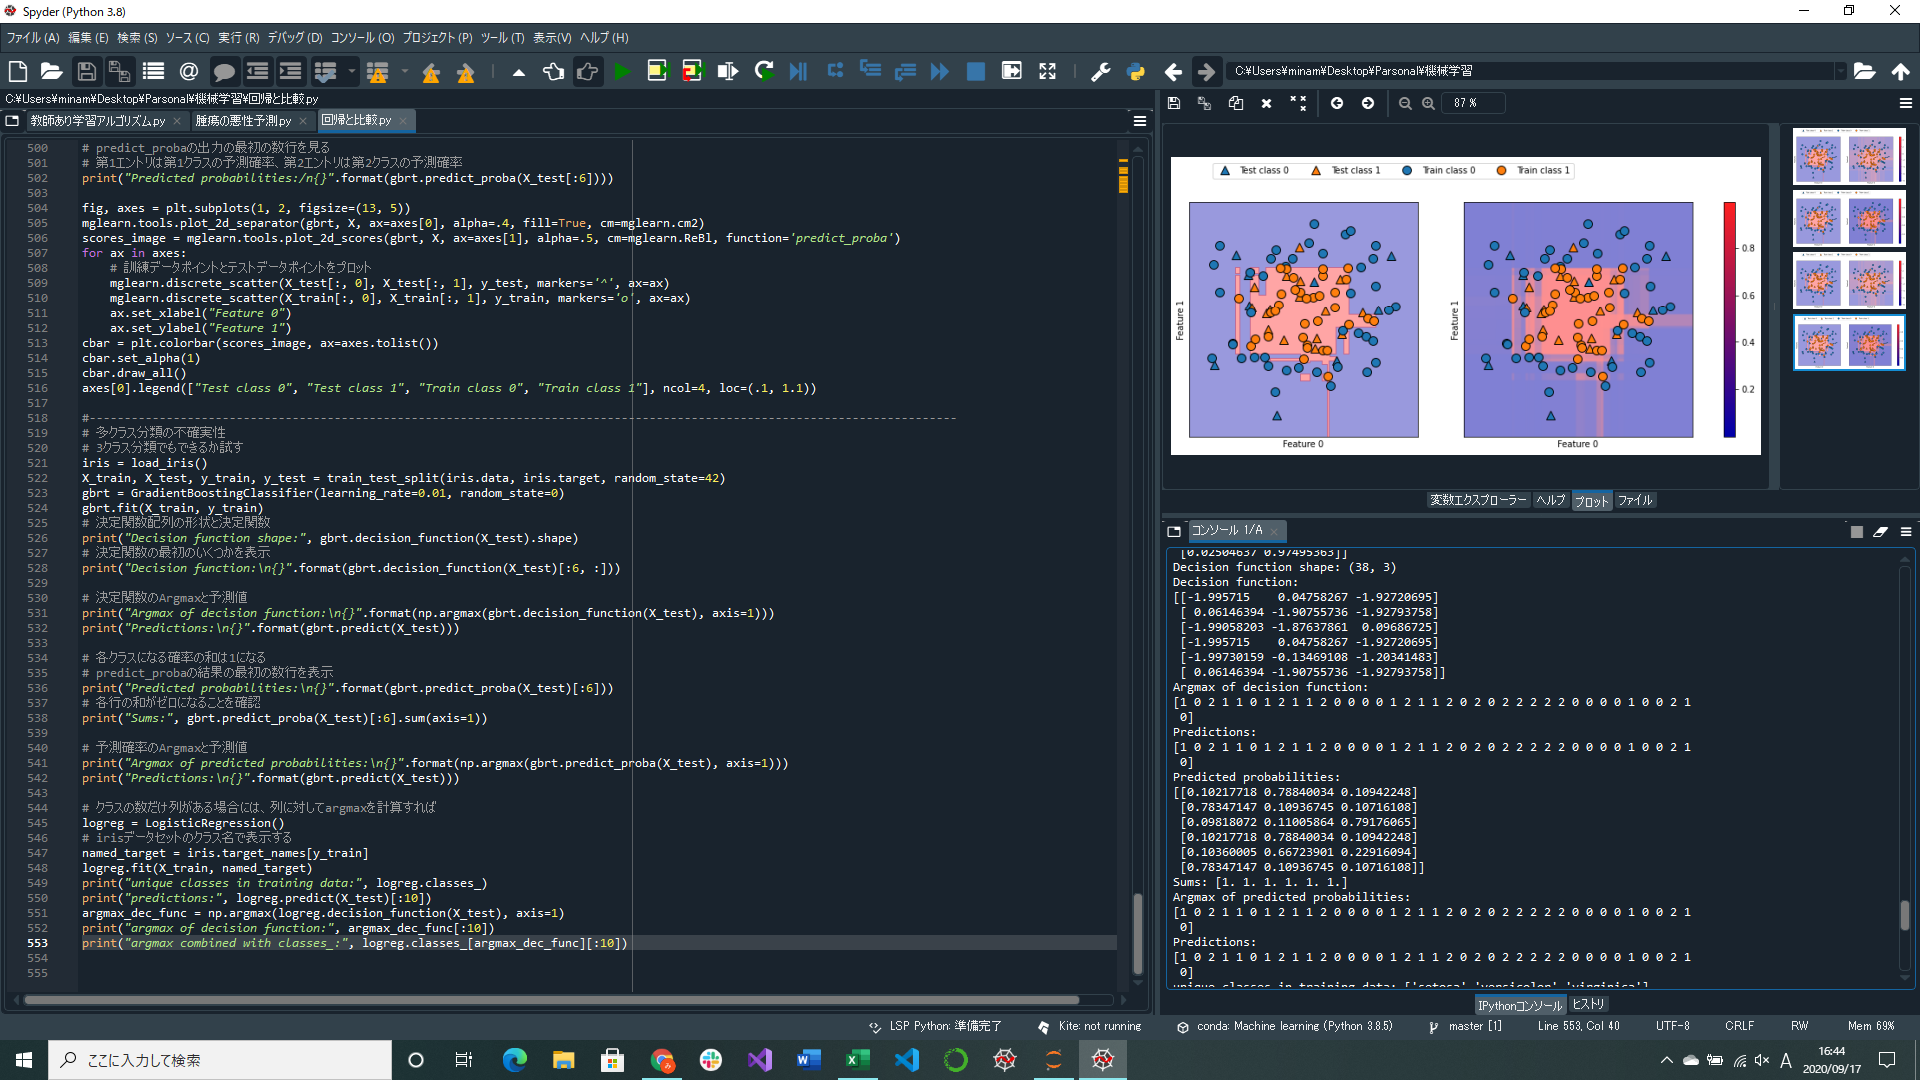 Spyder (Python 3.8)
ファイル (A) 編集 (E) 検索 (S) ソース (C) 実行 (R) デバッグ (D) コンソール (O) プロジェクト (P) ツール (T) 表示(V) ヘルプ (H)
C:¥Users¥minam¥Desktop¥Parsonal¥機械学習
C:¥Users¥minam¥Desktop¥Parsonal¥機械学習¥回帰と比較.py
教師あり学習アルゴリズム.py
腫瘍の悪性予測.py
回帰と比較.py
500 # predict_probaの出力の最初の数行を見る
501 # 第1エントリは第1クラスの予測確率、第2エントリは第2クラスの予測確率
502 print("Predicted probabilities:/n{}".format(gbrt.predict_proba(X_test[:6])))
503
504 fig, axes = plt.subplots(1, 2, figsize=(13, 5))
505 mglearn.tools.plot_2d_separator(gbrt, X, ax=axes[0], alpha=.4, fill=True, cm=mglearn.cm2)
506 scores_image = mglearn.tools.plot_2d_scores(gbrt, X, ax=axes[1], alpha=.5, cm=mglearn.ReBl, function='predict_proba')
507 for ax in axes:
508 # 訓練データポイントとテストデータポイントをプロット
509 mglearn.discrete_scatter(X_test[:, 0], X_test[:, 1], y_test, markers='^', ax=ax)
510 mglearn.discrete_scatter(X_train[:, 0], X_train[:, 1], y_train, markers='o', ax=ax)
511 ax.set_xlabel("Feature 0")
512 ax.set_ylabel("Feature 1")
513 cbar = plt.colorbar(scores_image, ax=axes.tolist())
514 cbar.set_alpha(1)
515 cbar.draw_all()
516 axes[0].legend(["Test class 0", "Test class 1", "Train class 0", "Train class 1"], ncol=4, loc=(.1, 1.1))
517
518 #----------------------------------------------------------------------------------------------------------------------------
519 # 多クラス分類の不確実性
520 # 3クラス分類でもできるか試す
521 iris = load_iris()
522 X_train, X_test, y_train, y_test = train_test_split(iris.data, iris.target, random_state=42)
523 gbrt = GradientBoostingClassifier(learning_rate=0.01, random_state=0)
524 gbrt.fit(X_train, y_train)
525 # 決定関数配列の形状と決定関数
526 print("Decision function shape:", gbrt.decision_function(X_test).shape)
527 # 決定関数の最初のいくつかを表示
528 print("Decision function:\n{}".format(gbrt.decision_function(X_test)[:6, :]))
529
530 # 決定関数のArgmaxと予測値
531 print("Argmax of decision function:\n{}".format(np.argmax(gbrt.decision_function(X_test), axis=1)))
532 print("Predictions:\n{}".format(gbrt.predict(X_test)))
533
534 # 各クラスになる確率の和は1になる
535 # predict_probaの結果の最初の数行を表示
536 print("Predicted probabilities:\n{}".format(gbrt.predict_proba(X_test)[:6]))
537 # 各行の和がゼロになることを確認
538 print("Sums:", gbrt.predict_proba(X_test)[:6].sum(axis=1))
539
540 # 予測確率のArgmaxと予測値
541 print("Argmax of predicted probabilities:\n{}".format(np.argmax(gbrt.predict_proba(X_test), axis=1)))
542 print("Predictions:\n{}".format(gbrt.predict(X_test)))
543
544 # クラスの数だけ列がある場合には、列に対してargmaxを計算すれば
545 logreg = LogisticRegression()
546 # irisデータセットのクラス名で表示する
547 named_target = iris.target_names[y_train]
548 logreg.fit(X_train, named_target)
549 print("unique classes in training data:", logreg.classes_)
550 print("predictions:", logreg.predict(X_test)[:10])
551 argmax_dec_func = np.argmax(logreg.decision_function(X_test), axis=1)
552 print("argmax of decision function:", argmax_dec_func[:10])
553 print("argmax combined with classes_:", logreg.classes_[argmax_dec_func][:10])
554
555
87 %
Test class 0 Test class 1 Train class 0 Train class 1
Feature 1
Feature 0
Feature 1
Feature 0
0.8
0.6
0.4
0.2
変数エクスプローラー ヘルプ プロット ファイル
コンソール 1/A
[0.02504637 0.97495363]]
Decision function shape: (38, 3)
Decision function:
[[-1.995715 0.04758267 -1.92720695]
[ 0.06146394 -1.90755736 -1.92793758]
[-1.99058203 -1.87637861 0.09686725]
[-1.995715 0.04758267 -1.92720695]
[-1.99730159 -0.13469108 -1.20341483]
[ 0.06146394 -1.90755736 -1.92793758]]
Argmax of decision function:
[1 0 2 1 1 0 1 2 1 1 2 0 0 0 0 1 2 1 1 2 0 2 0 2 2 2 2 2 0 0 0 0 1 0 0 2 1
0]
Predictions:
[1 0 2 1 1 0 1 2 1 1 2 0 0 0 0 1 2 1 1 2 0 2 0 2 2 2 2 2 0 0 0 0 1 0 0 2 1
0]
Predicted probabilities:
[[0.10217718 0.78840034 0.10942248]
[0.78347147 0.10936745 0.10716108]
[0.09818072 0.11005864 0.79176065]
[0.10217718 0.78840034 0.10942248]
[0.10360005 0.66723901 0.22916094]
[0.78347147 0.10936745 0.10716108]]
Sums: [1. 1. 1. 1. 1. 1.]
Argmax of predicted probabilities:
[1 0 2 1 1 0 1 2 1 1 2 0 0 0 0 1 2 1 1 2 0 2 0 2 2 2 2 2 0 0 0 0 1 0 0 2 1
0]
Predictions:
[1 0 2 1 1 0 1 2 1 1 2 0 0 0 0 1 2 1 1 2 0 2 0 2 2 2 2 2 0 0 0 0 1 0 0 2 1
0]
unique classes in training data: ['setosa' 'versicolor' 'virginica']
IPythonコンソール ヒストリ
LSP Python: 準備完了 Kite: not running conda: Machine learning (Python 3.8.5) master [1] Line 553, Col 40 UTF-8 CRLF RW Mem 69%
ここに入力して検索
A
16:44
2020/09/17